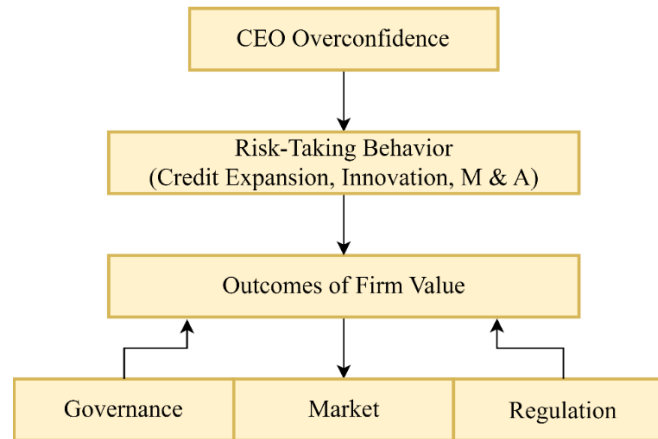 CEO Overconfidence
Risk-Taking Behavior
(Credit Expansion, Innovation, M & A)
Outcomes of Firm Value
Governance
Market
Regulation